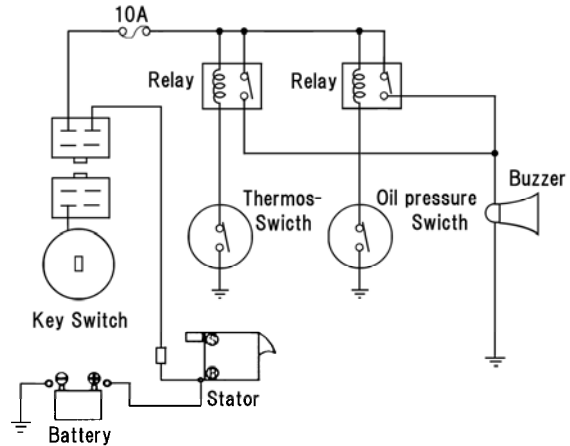 10A
Relay
Relay
Thermos-
Swicth
Oil pressure
Swicth
Buzzer
Key Switch
Stator
Battery